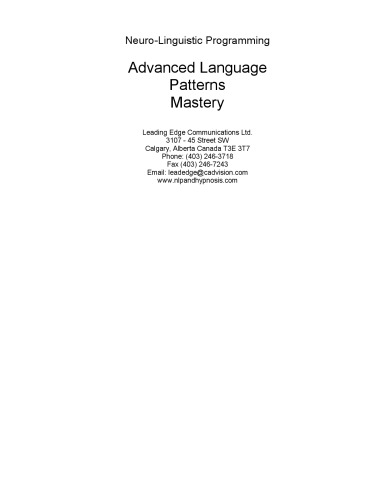 Neuro-Linguistic Programming
Advanced Language
Patterns
Mastery
Leading Edge Communications Ltd.
3107 - 45 Street SW
Calgary, Alberta Canada T3E 3T7
Phone: (403) 246-3718
Fax (403) 246-7243
Email: leadedge@cadvision.com
www.nlpandhypnosis.com